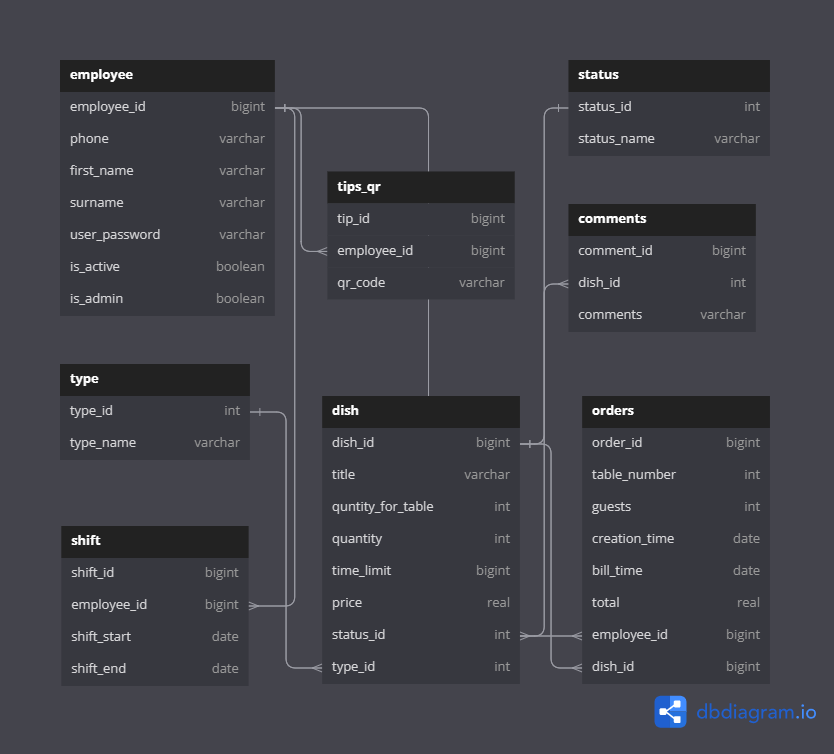 employee
employee_id bigint
phone varchar
first_name varchar
surname varchar
user_password varchar
is_active boolean
is_admin boolean
status
status_id int
status_name varchar
tips_qr
tip_id bigint
employee_id bigint
qr_code varchar
comments
comment_id bigint
dish_id int
comments varchar
type
type_id int
type_name varchar
dish
dish_id bigint
title varchar
quntity_for_table int
quantity int
time_limit bigint
price real
status_id int
type_id int
orders
order_id bigint
table_number int
guests int
creation_time date
bill_time date
total real
employee_id bigint
dish_id bigint
shift
shift_id bigint
employee_id bigint
shift_start date
shift_end date
dbdiagram.io